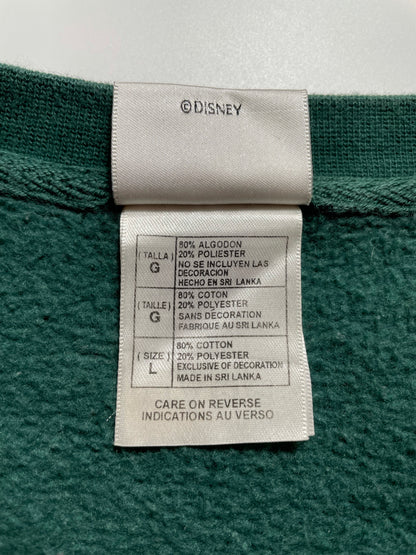 ©DISNEY
( TALLA )
G
80% ALGODON
20% POLIESTER
NO SE INCLUYEN LAS
DECORACION
HECHO EN SRI LANKA
( TAILLE )
G
80% COTON
20% POLYESTER
SANS DECORATION
FABRIQUE AU SRI LANKA
( SIZE )
L
80% COTTON
20% POLYESTER
EXCLUSIVE OF DECORATION
MADE IN SRI LANKA
CARE ON REVERSE
INDICATIONS AU VERSO